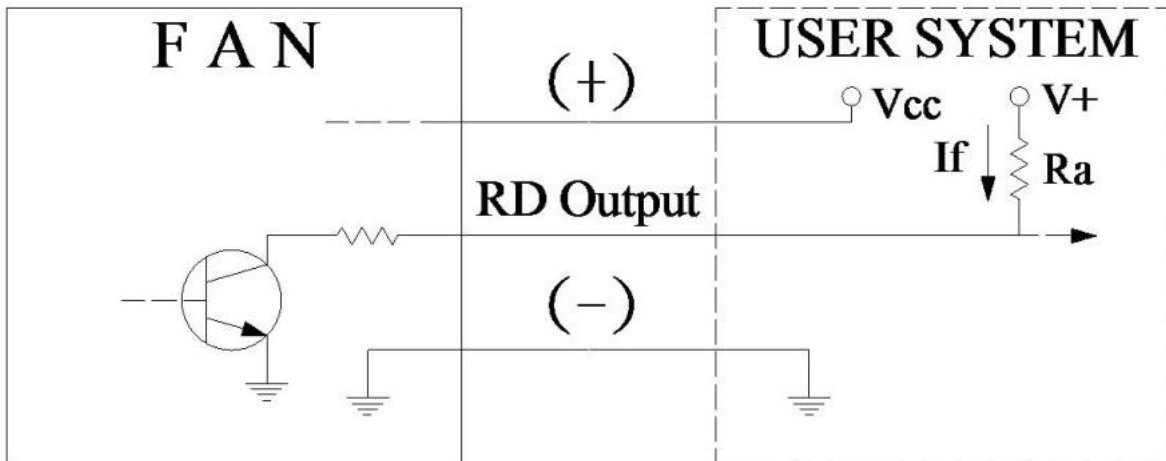 F A N
USER SYSTEM
(+)
Vcc
V+
If
Ra
RD Output
(-)